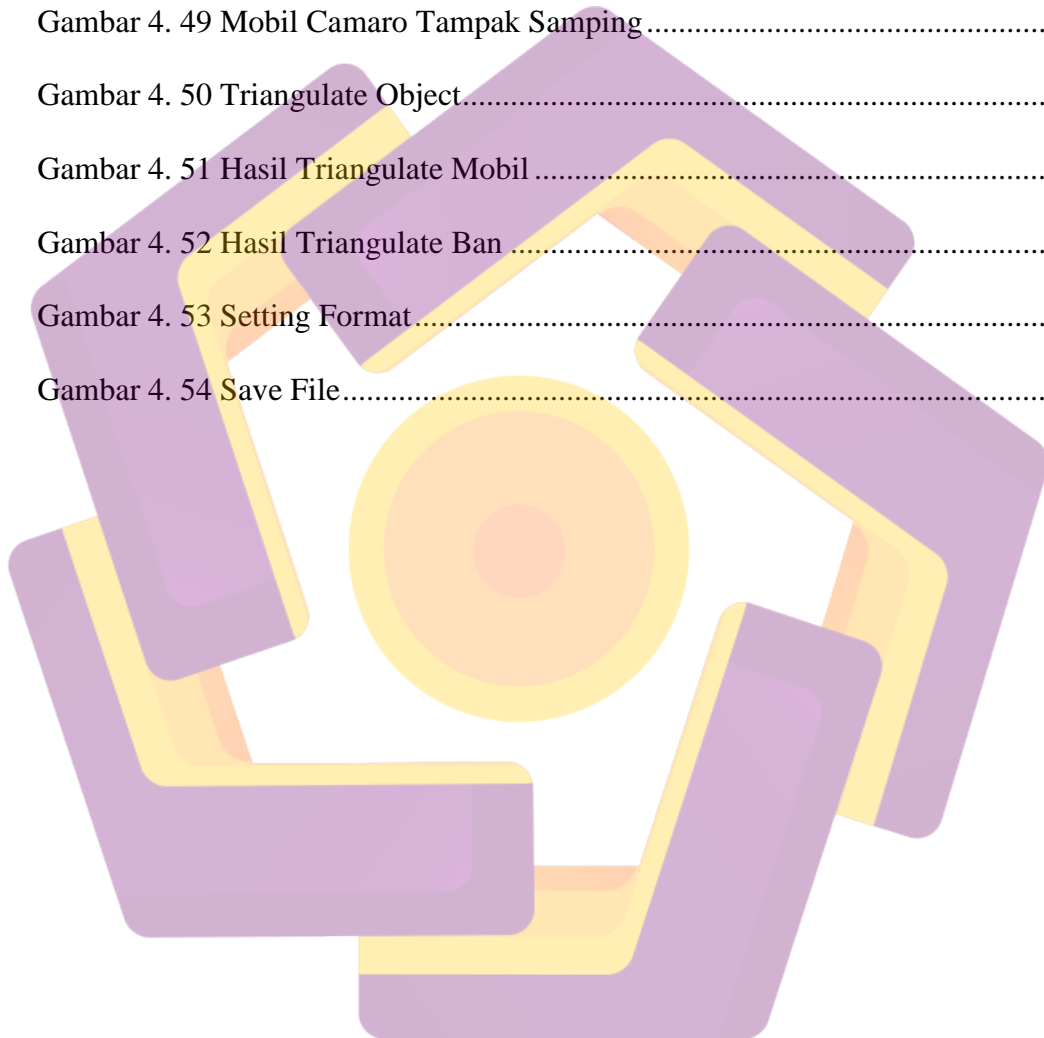 Gambar 4. 49 Mobil Camaro Tampak Samping....................................................
Gambar 4. 50 Triangulate Object...........................................................................
Gambar 4. 51 Hasil Triangulate Mobil..................................................................
Gambar 4. 52 Hasil Triangulate Ban.....................................................................
Gambar 4. 53 Setting Format.................................................................................
Gambar 4. 54 Save File..........................................................................................